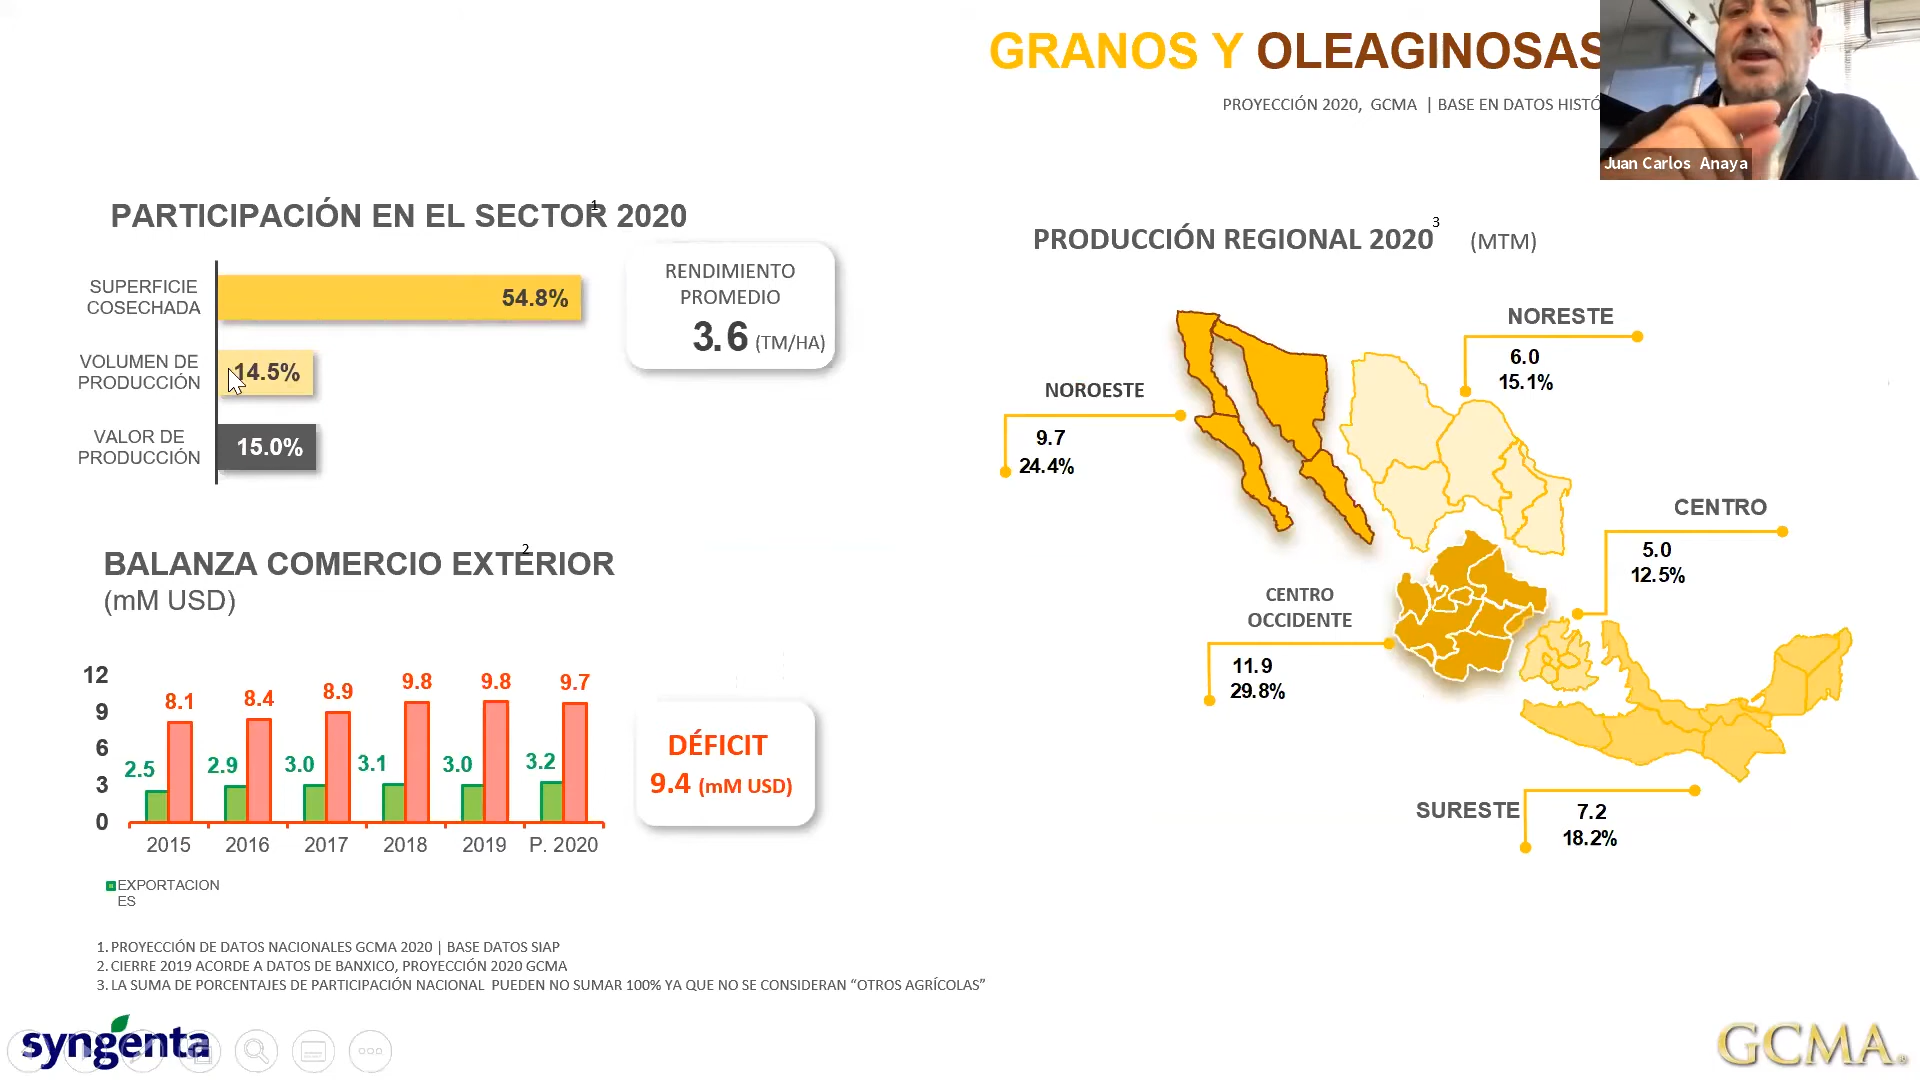 GRANOS Y OLEAGINOSAS
PROYECCIÓN 2020, GCMA | BASE EN DATOS HISTÓ
Juan Carlos Anaya
PARTICIPACIÓN EN EL SECTOR 1 2020
SUPERFICIE
COSECHADA
54.8%
VOLUMEN DE
PRODUCCIÓN
14.5%
VALOR DE
PRODUCCIÓN
15.0%
RENDIMIENTO
PROMEDIO
3.6 (TM/HA)
BALANZA COMERCIO EXTERIOR 2
(mM USD)
12
9
6
3
0
2.5
8.1
2.9
8.4
3.0
8.9
3.1
9.8
3.0
9.8
3.2
9.7
2015 2016 2017 2018 2019 P. 2020
EXPORTACION
ES
DÉFICIT
9.4 (mM USD)
PRODUCCIÓN REGIONAL 2020 3 (MTM)
NOROESTE
9.7
24.4%
NORESTE
6.0
15.1%
CENTRO
5.0
12.5%
CENTRO
OCCIDENTE
11.9
29.8%
SURESTE
7.2
18.2%
1. PROYECCIÓN DE DATOS NACIONALES GCMA 2020 | BASE DATOS SIAP
2. CIERRE 2019 ACORDE A DATOS DE BANXICO, PROYECCIÓN 2020 GCMA
3. LA SUMA DE PORCENTAJES DE PARTICIPACIÓN NACIONAL PUEDEN NO SUMAR 100% YA QUE NO SE CONSIDERAN “OTROS AGRÍCOLAS”
syngenta
GCMA®